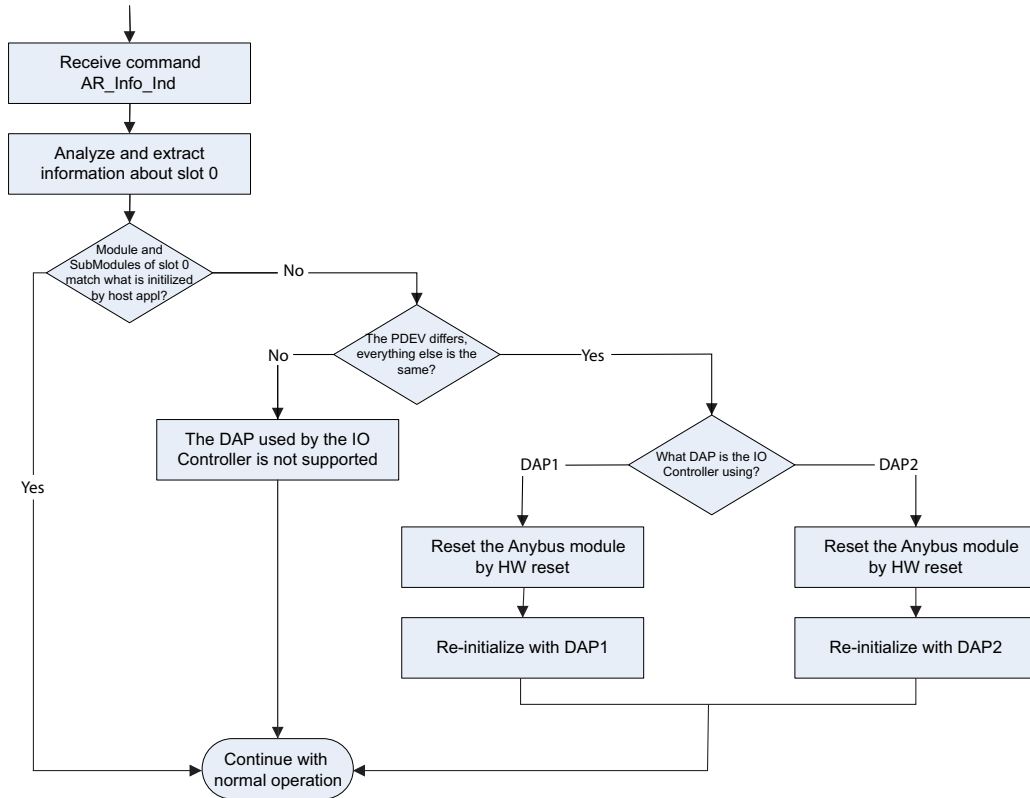 Receive command
AR_Info_Ind
Analyze and extract
information about slot 0
Module and
SubModules of slot 0
match what is initilized
by host appl?
No
The PDEV differs,
everything else is the
same?
No
Yes
The DAP used by the IO
Controller is not supported
What DAP is the IO
Controller using?
DAP1
DAP2
Yes
Reset the Anybus module
by HW reset
Reset the Anybus module
by HW reset
Re-initialize with DAP1
Re-initialize with DAP2
Continue with
normal operation